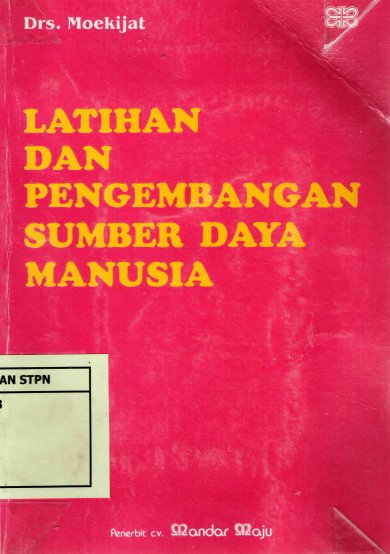 Drs. Moekijat
LATIHAN
DAN
PENGEMBANGAN
SUMBER DAYA
MANUSIA
AN STPN
Penerbit cv. Mandar Maju